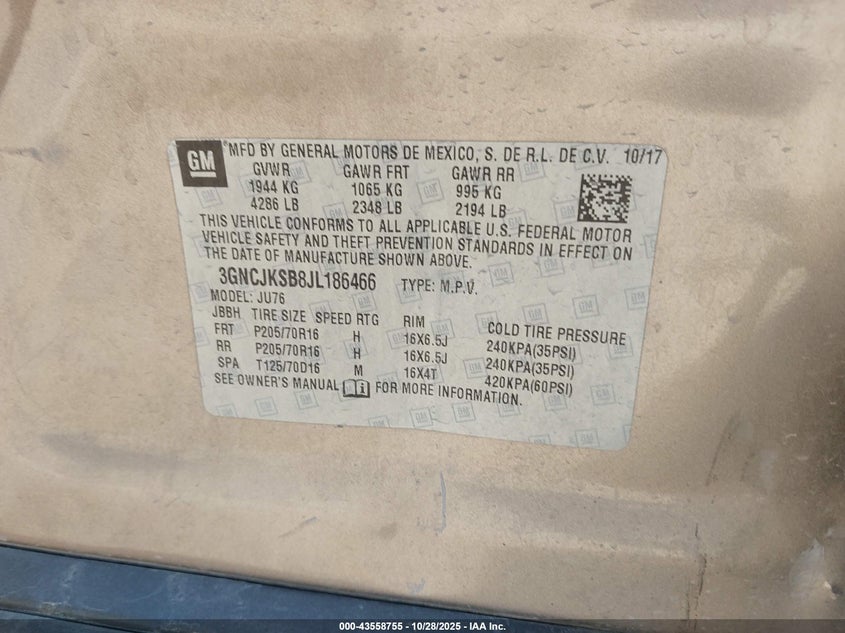 GM ® MFD BY GENERAL MOTORS DE MEXICO, S. DE R.L. DE C.V. 10/17
GVWR GAWR FRT GAWR RR
1944 KG 1065 KG 995 KG
4286 LB 2348 LB 2194 LB
THIS VEHICLE CONFORMS TO ALL APPLICABLE U.S. FEDERAL MOTOR
VEHICLE SAFETY AND THEFT PREVENTION STANDARDS IN EFFECT ON
THE DATE OF MANUFACTURE SHOWN ABOVE.
3GNCJKSB8JL186466 TYPE: M.P.V.
MODEL: JU76
JBBH TIRE SIZE SPEED RTG RIM COLD TIRE PRESSURE
FRT P205/70R16 H 16X6.5J 240KPA(35PSI)
RR P205/70R16 H 16X6.5J 240KPA(35PSI)
SPA T125/70D16 M 16X4T 420KPA(60PSI)
SEE OWNER'S MANUAL FOR MORE INFORMATION.
000-43558755 - 10/28/2025 - IAA Inc.